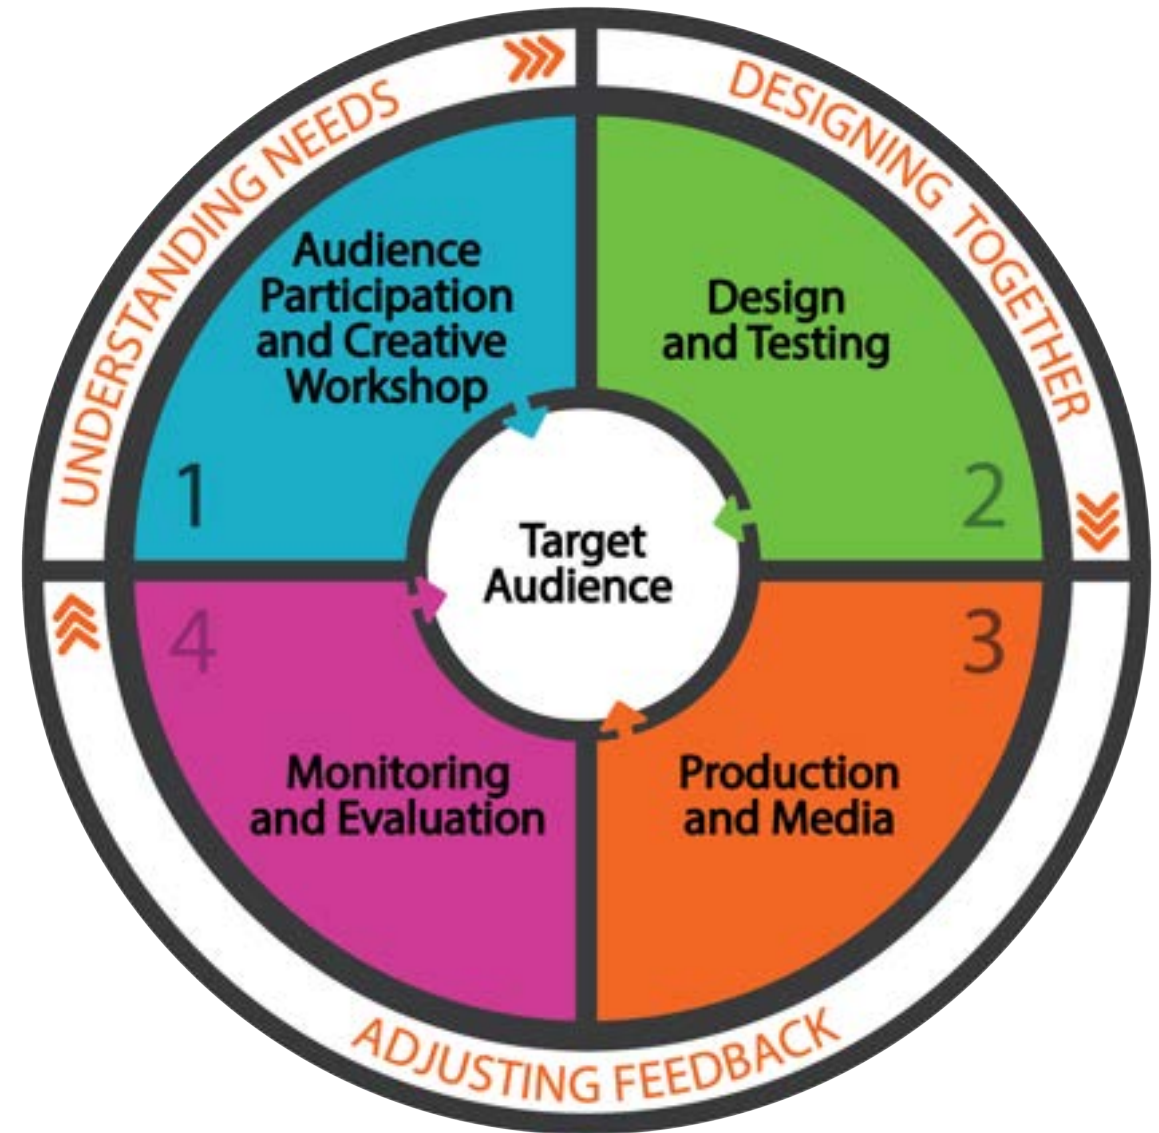 UNDERSTANDING NEEDS
DESIGNING TOGETHER
Audience
Participation
and Creative
Workshop
1
Design
and Testing
2
Target
Audience
4
Monitoring
and Evaluation
3
Production
and Media
ADJUSTING FEEDBACK